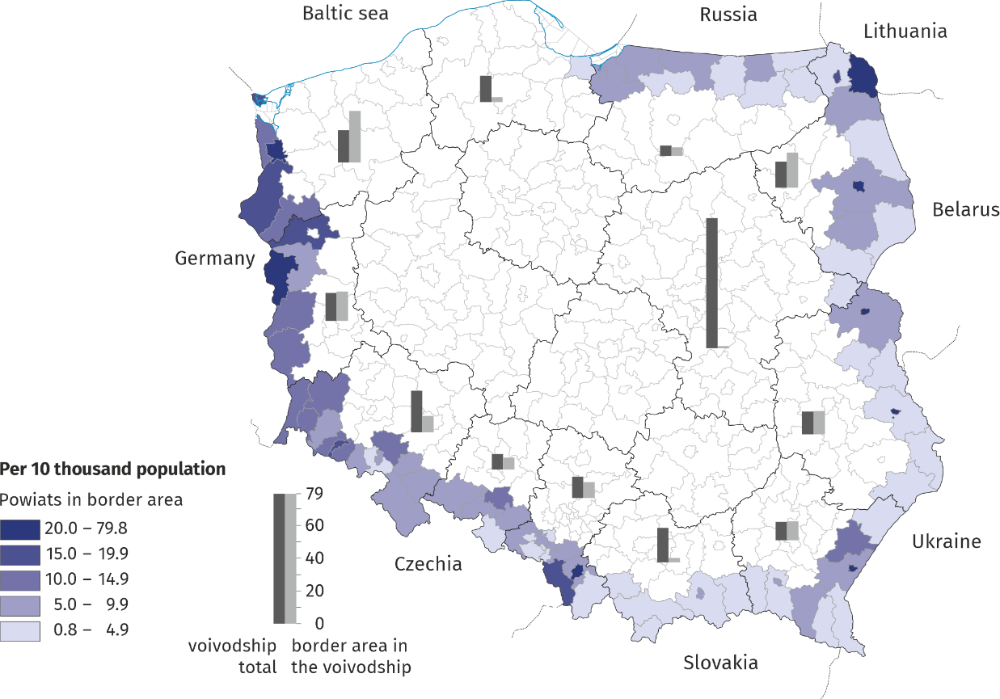 Baltic sea
Russia
Lithuania
Belarus
Germany
Per 10 thousand population
Powiats in border area
20.0 – 79.8
15.0 – 19.9
10.0 – 14.9
5.0 – 9.9
0.8 – 4.9
79
60
40
20
0
voivodship total
border area in the voivodship
Czechia
Ukraine
Slovakia